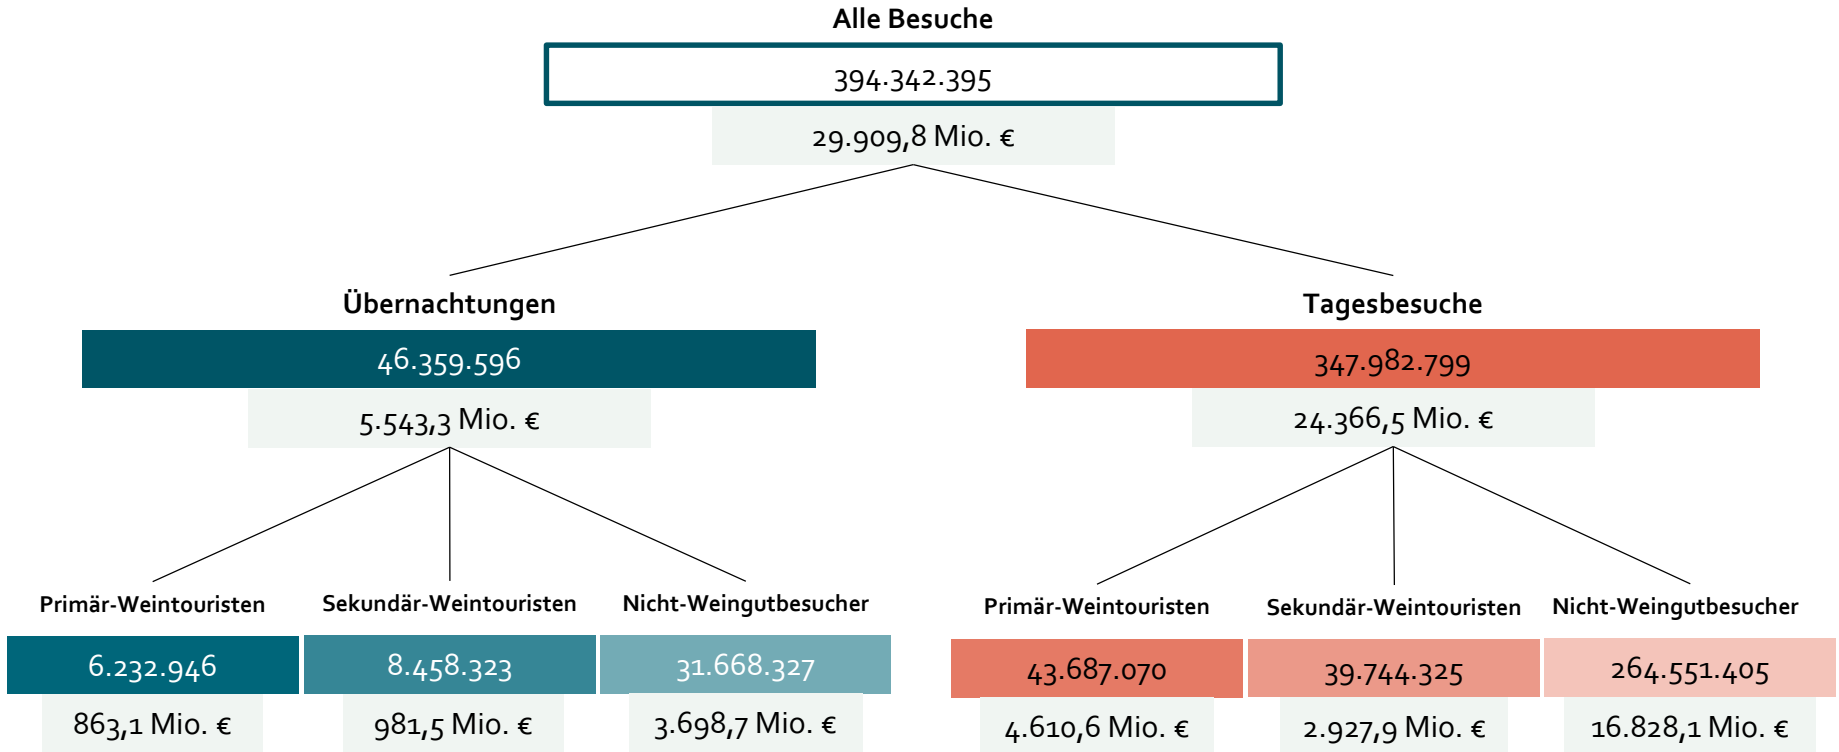 Alle Besuche
394.342.395
29.909,8 Mio. €
Übernachtungen
46.359.596
5.543,3 Mio. €
Tagesbesuche
347.982.799
24.366,5 Mio. €
Primär-Weintouristen
6.232.946
863,1 Mio. €
Sekundär-Weintouristen
8.458.323
981,5 Mio. €
Nicht-Weingutbesucher
31.668.327
3.698,7 Mio. €
Primär-Weintouristen
43.687.070
4.610,6 Mio. €
Sekundär-Weintouristen
39.744.325
2.927,9 Mio. €
Nicht-Weingutbesucher
264.551.405
16.828,1 Mio. €